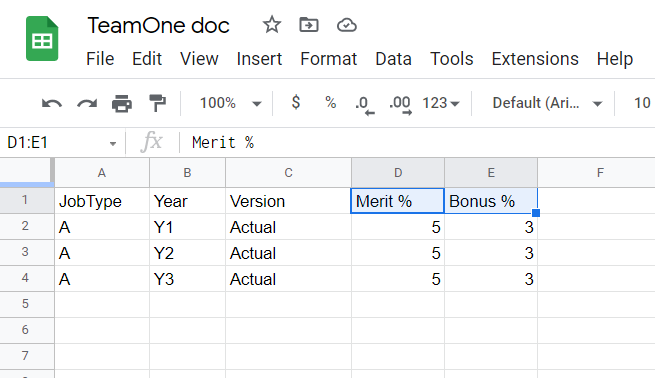 TeamOne doc
File Edit View Insert Format Data Tools Extensions Help
100% $ % .0 .00 123 Default (Ari... 10
D1:E1 fx Merit %
A B C D E F
1 JobType Year Version Merit % Bonus %
2 A Y1 Actual 5 3
3 A Y2 Actual 5 3
4 A Y3 Actual 5 3
5
6
7